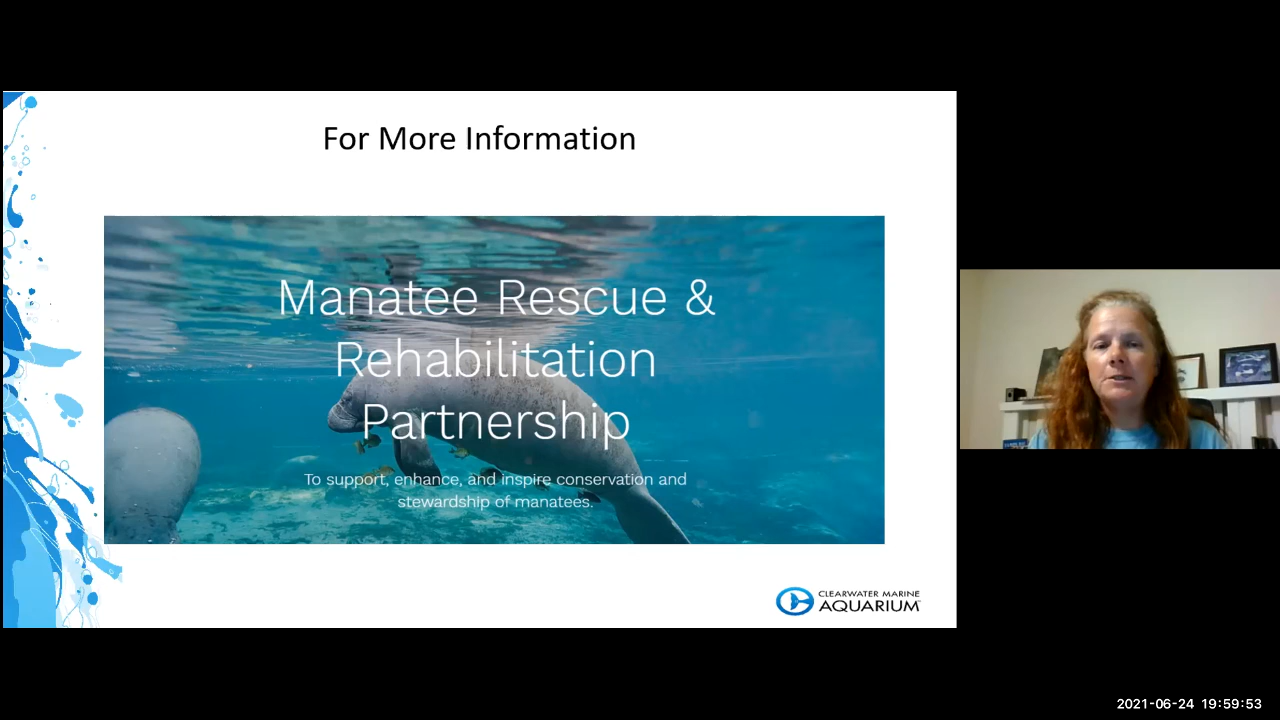 For More Information
Manatee Rescue &
Rehabilitation
Partnership
To support, enhance, and inspire conservation and
stewardship of manatees.
CLEARWATER MARINE
AQUARIUM
2021-06-24 19:59:53